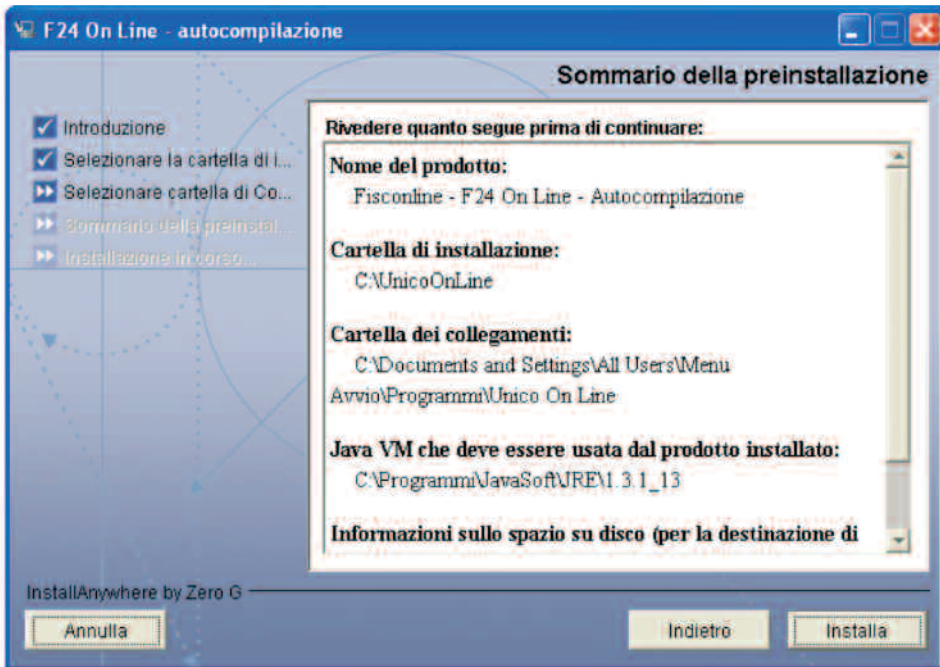 F24 On Line - autocompilazione
Sommario della preinstallazione
Introduzione
Selezionare la cartella di i...
Selezionare cartella di Co...
Sommario della preinstal...
Installazione in corso...
Rivedere quanto segue prima di continuare:
Nome del prodotto:
Fisconline - F24 On Line - Autocompilazione
Cartella di installazione:
C:\UnicoOnLine
Cartella dei collegamenti:
C:\Documents and Settings\All Users\Menu
Avvio\Programmi\Unico On Line
Java VM che deve essere usata dal prodotto installato:
C:\Programmi\JavaSoft\JRE\1.3.1_13
Informazioni sullo spazio su disco (per la destinazione di
InstallAnywhere by Zero G
Annulla
Indietro
Installa